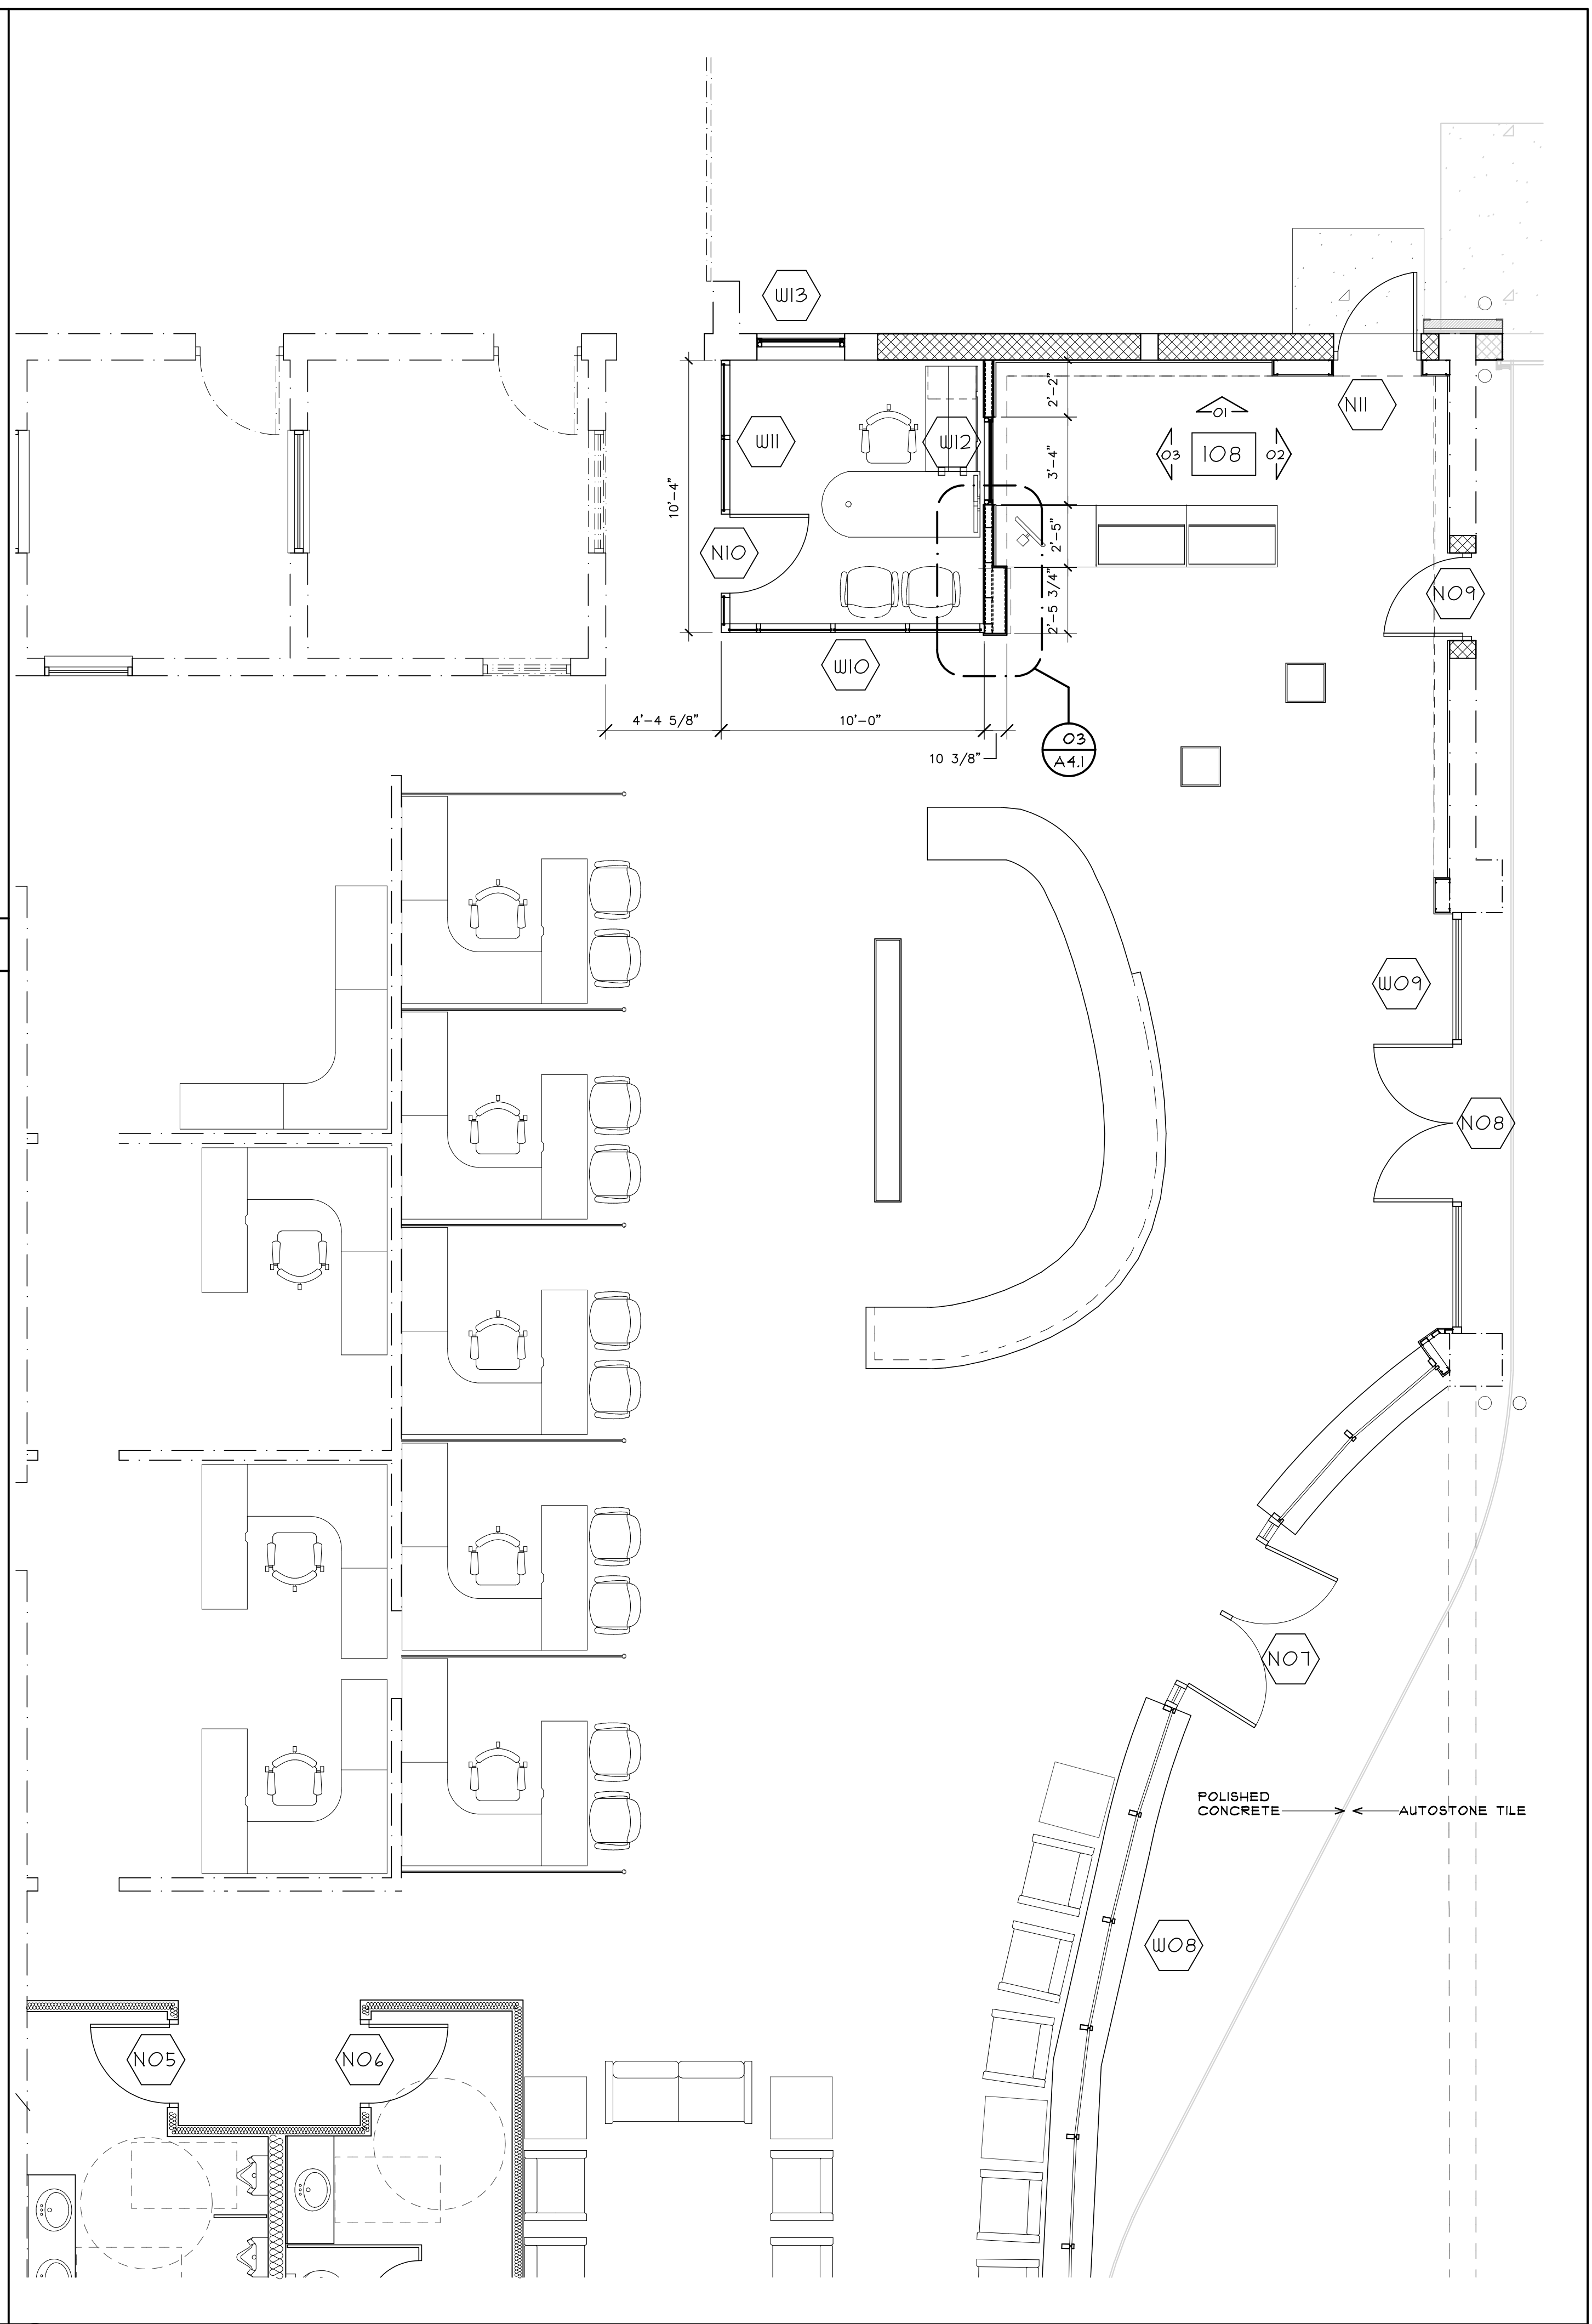 W13
2'-2"
01
N11
W11
W12
03
108
02
3'-4"
10'-4"
2'-5"
N10
N09
2'-5 3/4"
W10
4'-4 5/8"
10'-0"
10 3/8"
03
A4.1
W09
N08
N07
POLISHED
CONCRETE
AUTOSTONE TILE
W08
N05
N06